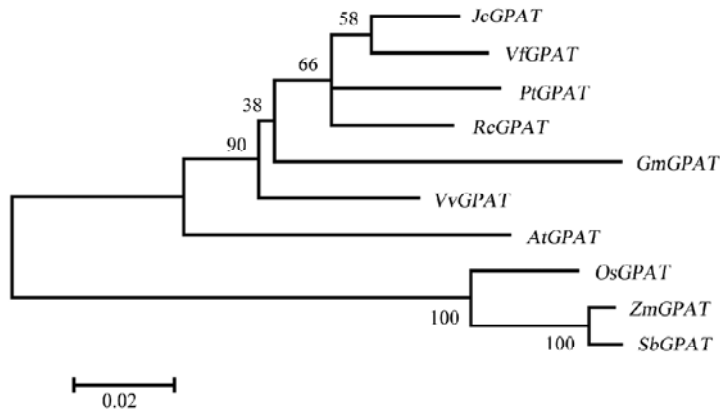 58
JcGPAT
VfGPAT
66
PtGPAT
38
RcGPAT
90
GmGPAT
VvGPAT
AtGPAT
OsGPAT
ZmGPAT
100
100
SbGPAT
0.02